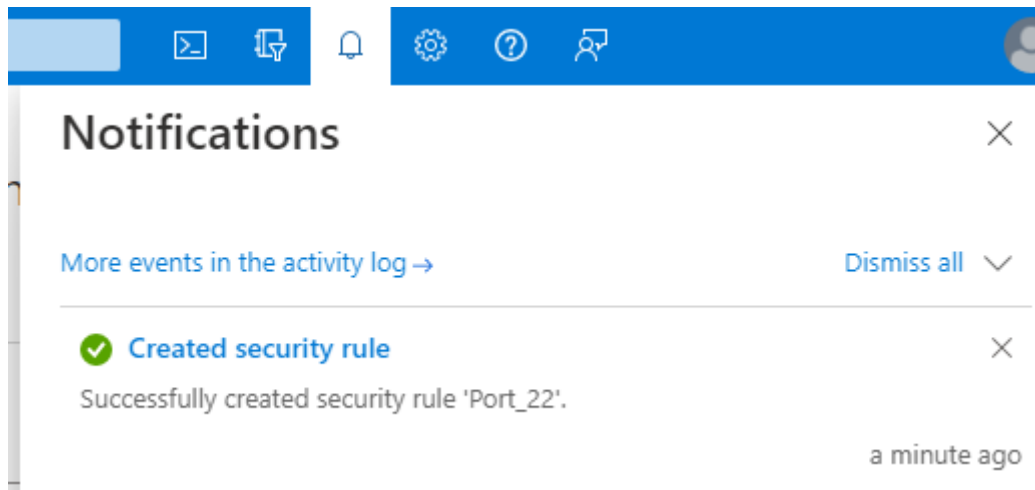 Notifications
More events in the activity log →
Dismiss all
Created security rule
Successfully created security rule 'Port_22'.
a minute ago